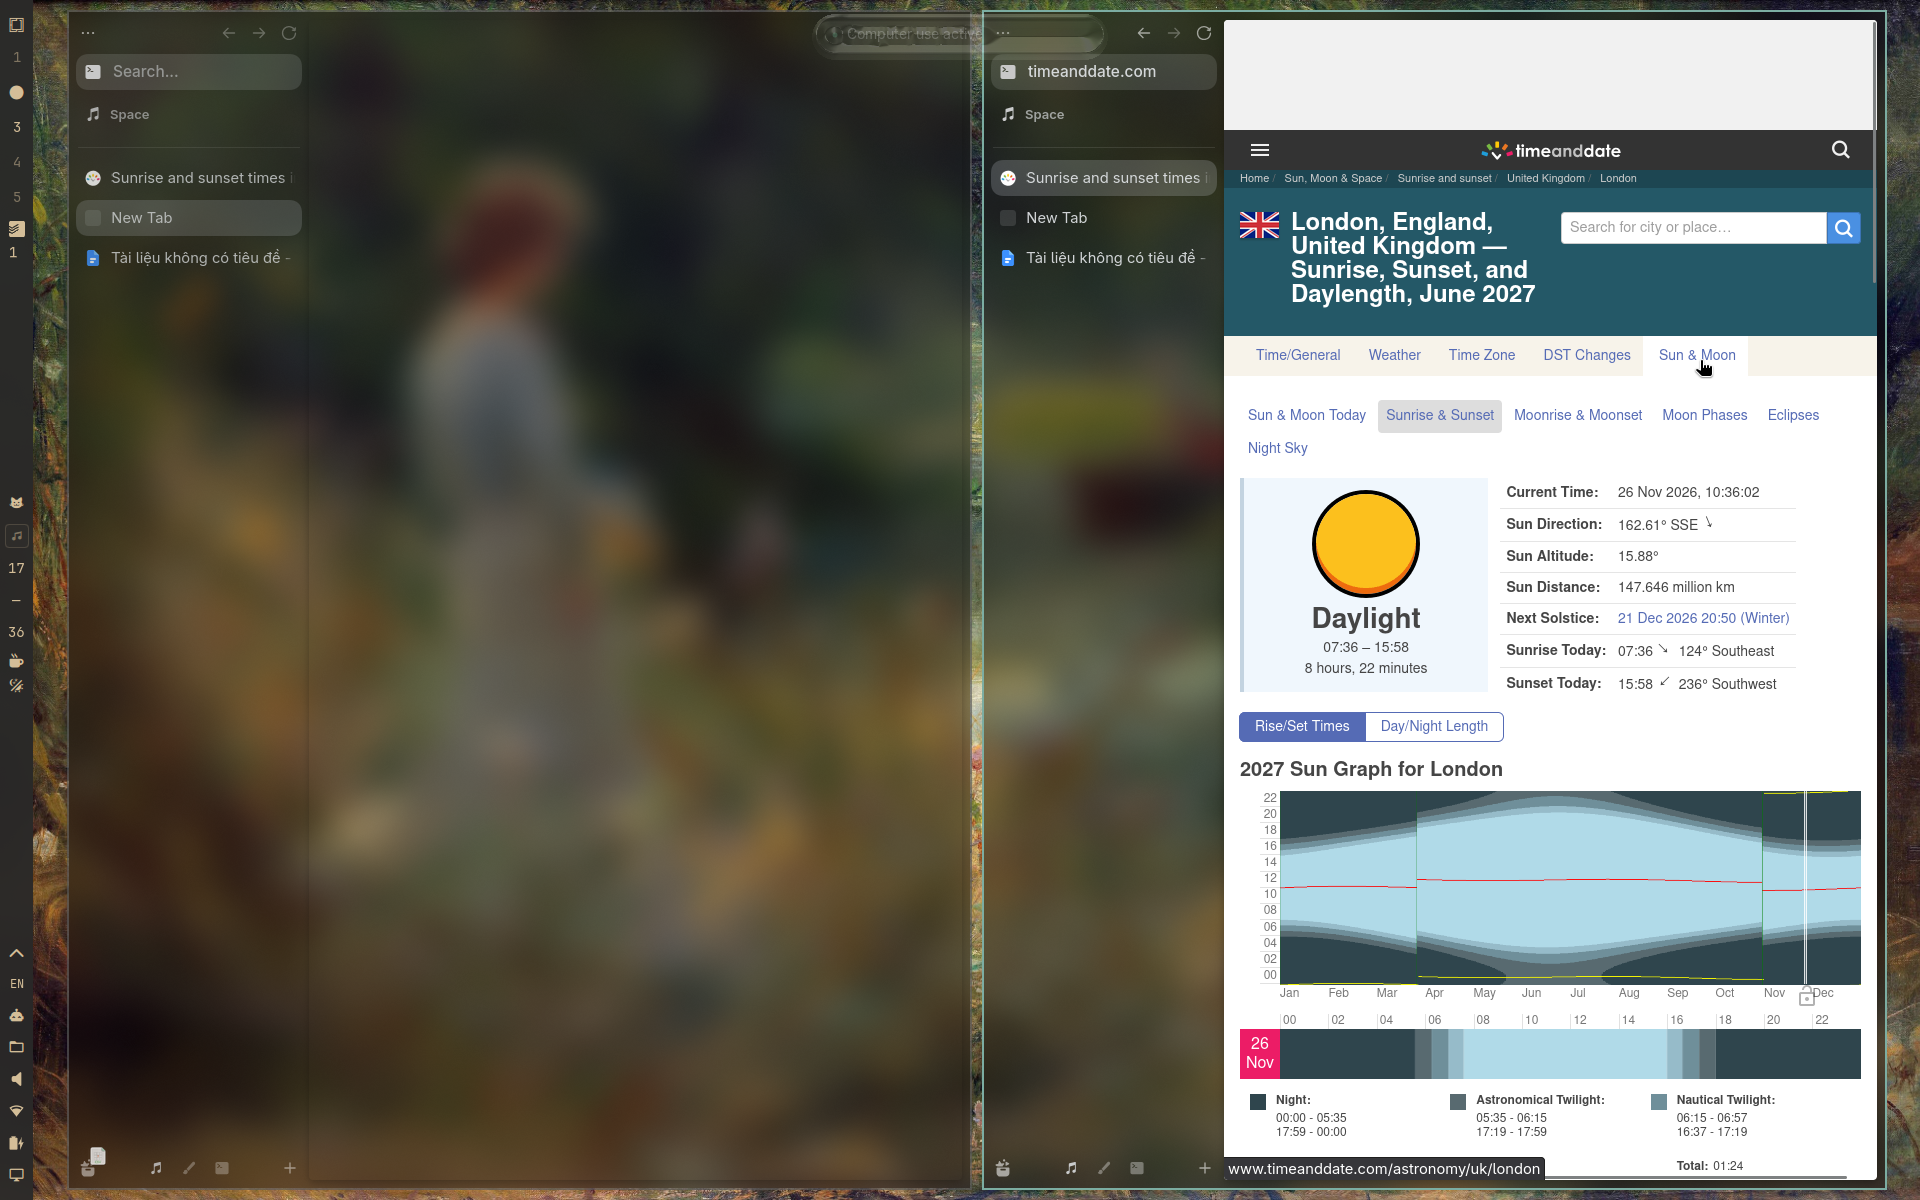 1
3
4
5
1
17
36
EN
Search...
Space
Sunrise and sunset times i
New Tab
Tài liệu không có tiêu đề -
Computer use active
timeanddate.com
Space
Sunrise and sunset times i
New Tab
Tài liệu không có tiêu đề -
timeanddate
Home / Sun, Moon & Space / Sunrise and sunset / United Kingdom / London
London, England,
United Kingdom —
Sunrise, Sunset, and
Daylength, June 2027
Search for city or place...
Time/General Weather Time Zone DST Changes Sun & Moon
Sun & Moon Today Sunrise & Sunset Moonrise & Moonset Moon Phases Eclipses
Night Sky
Daylight
07:36 – 15:58
8 hours, 22 minutes
Current Time: 26 Nov 2026, 10:36:02
Sun Direction: 162.61° SSE ↑
Sun Altitude: 15.88°
Sun Distance: 147.646 million km
Next Solstice: 21 Dec 2026 20:50 (Winter)
Sunrise Today: 07:36 ↘ 124° Southeast
Sunset Today: 15:58 ↙ 236° Southwest
Rise/Set Times Day/Night Length
2027 Sun Graph for London
22
20
18
16
14
12
10
08
06
04
02
00
Jan Feb Mar Apr May Jun Jul Aug Sep Oct Nov Dec
00 02 04 06 08 10 12 14 16 18 20 22
26
Nov
Night:
00:00 - 05:35
17:59 - 00:00
Astronomical Twilight:
05:35 - 06:15
17:19 - 17:59
Nautical Twilight:
06:15 - 06:57
16:37 - 17:19
Total: 01:24
www.timeanddate.com/astronomy/uk/london